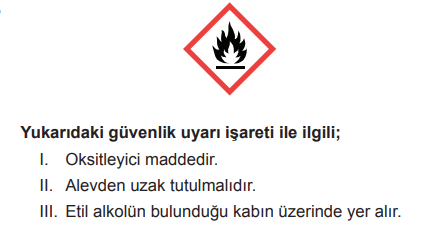 Yukarıdaki güvenlik uyarı işareti ile ilgili;
I. Oksitleyici maddedir.
II. Alevden uzak tutulmalıdır.
III. Etil alkolün bulunduğu kabın üzerinde yer alır.